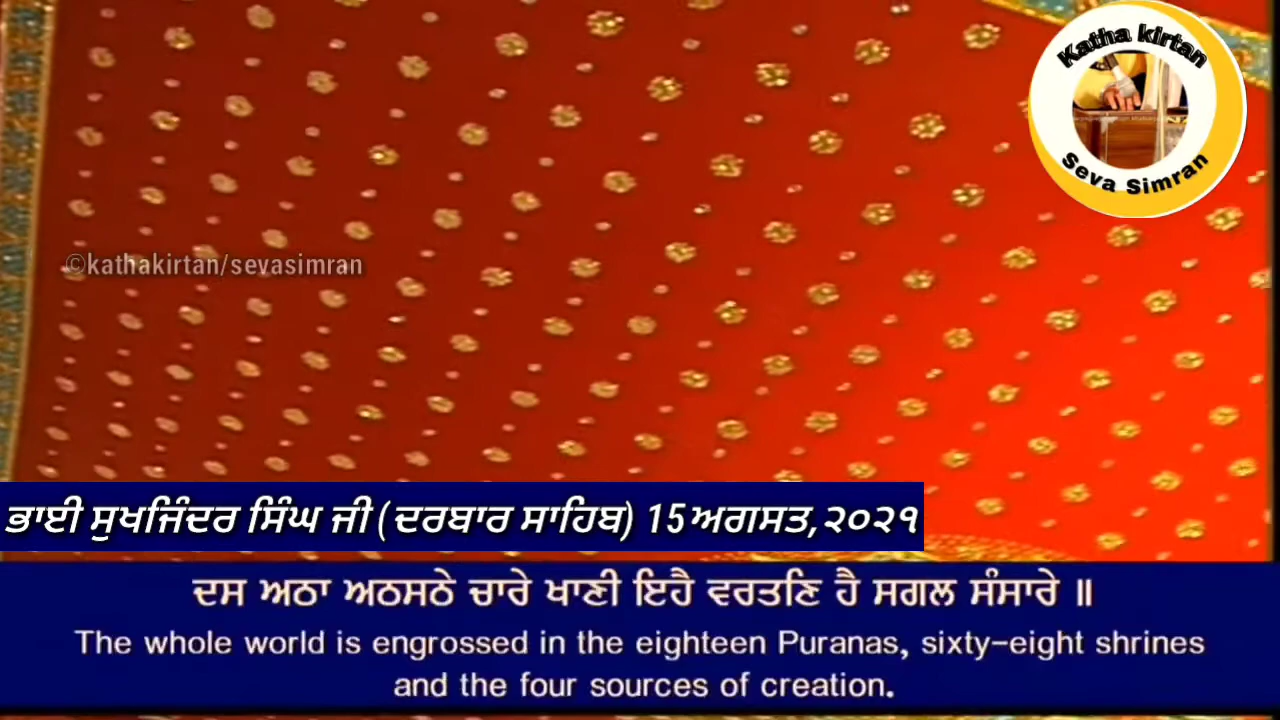 Katha kirtan
Seva Simran
©kathakirtan/sevasimran
ਭਾਈ ਸੁਖਜਿੰਦਰ ਸਿੰਘ ਜੀ (ਦਰਬਾਰ ਸਾਹਿਬ) 15ਅਗਸਤ,੨੦੨੧
ਦਸ ਅਠਾ ਅਠਸਠੇ ਚਾਰੇ ਖਾਣੀ ਇਹੈ ਵਰਤਣਿ ਹੈ ਸਗਲ ਸੰਸਾਰੇ ॥
The whole world is engrossed in the eighteen Puranas, sixty-eight shrines
and the four sources of creation.